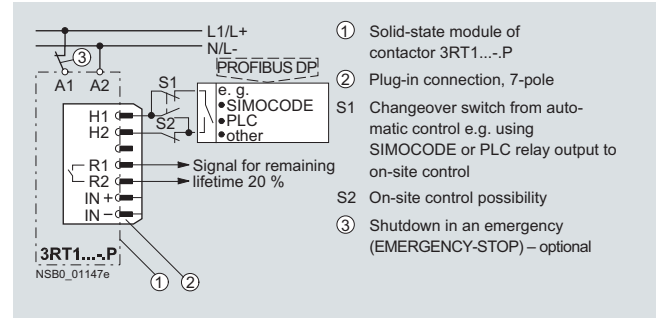 L1/L+
N/L-
③
A1 A2
PROFIBUS DP
S1
e. g.
•SIMOCODE
•PLC
•other
H1
H2
S2
R1
R2
Signal for remaining
lifetime 20 %
IN +
IN −
3RT1...-.P
NSB0_01147e
① ②
① Solid-state module of
contactor 3RT1...-.P
② Plug-in connection, 7-pole
S1 Changeover switch from auto-
matic control e.g. using
SIMOCODE or PLC relay output to
on-site control
S2 On-site control possibility
③ Shutdown in an emergency
(EMERGENCY-STOP) – optional